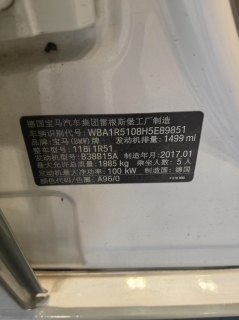 德国宝马汽车集团雷根斯堡工厂制造
车辆识别代号: WBA1R5108H5E89851
品牌: 宝马 (BMW) 牌 发动机排量: 1499 ml
整车型号: 118i 1R51
发动机型号: B38B15A 制造年月: 2017.01
最大允许总质量: 1885 kg 乘坐人数: 5 人
发动机最大净功率: 100 kW 制造国: 德国
颜色代码: A96/0